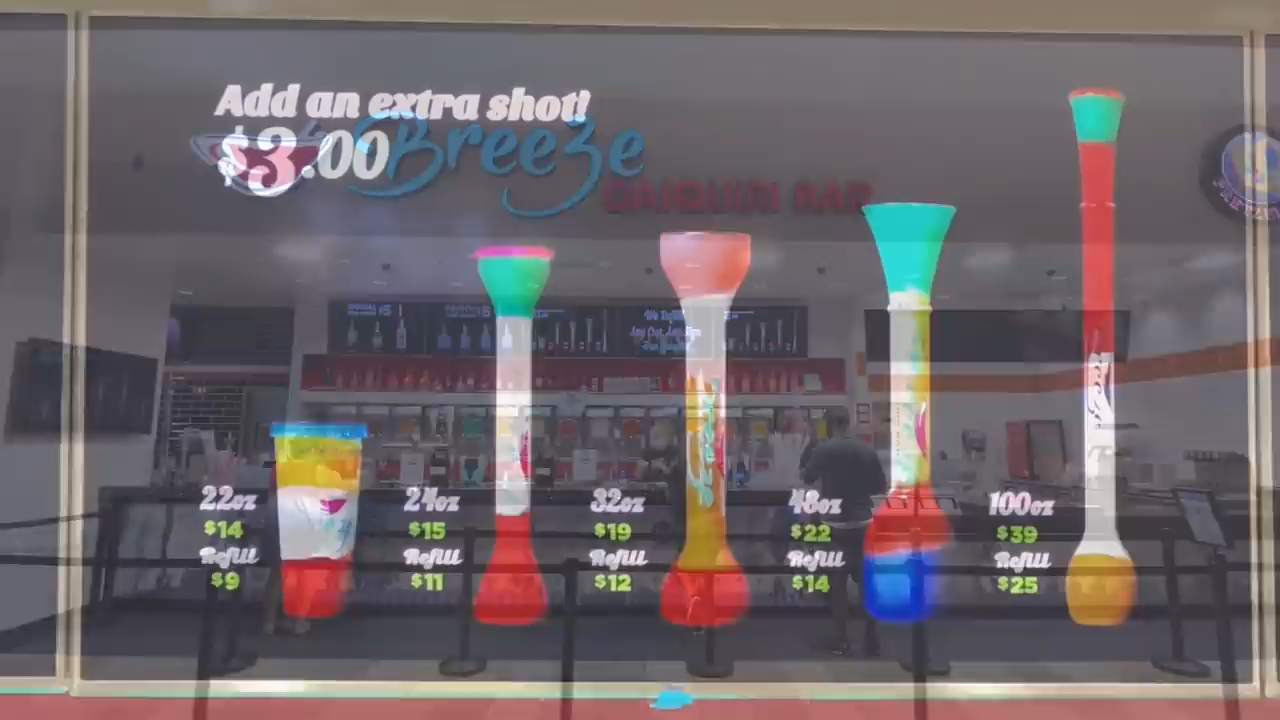 Add an extra shot!
$3.00
Breeze
DAIQUIRI BAR
22oz
$14
Refill
$9
24oz
$15
Refill
$11
32oz
$19
Refill
$12
48oz
$22
Refill
$14
100oz
$39
Refill
$25